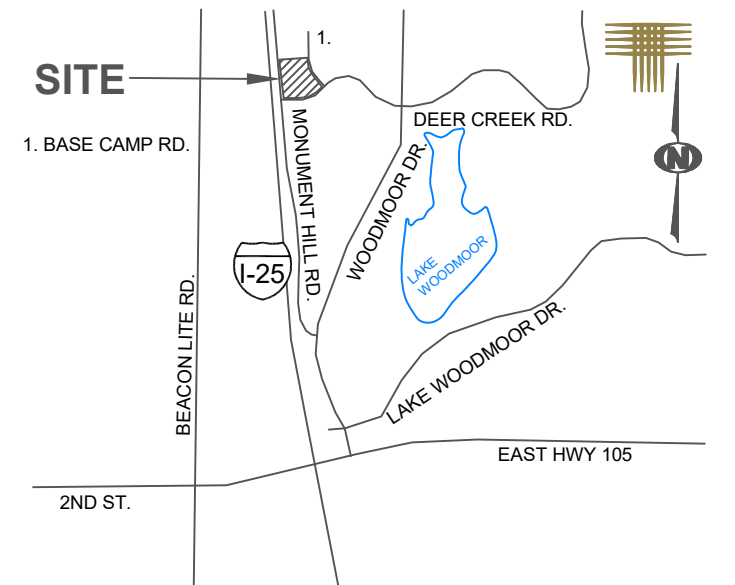 1.
SITE
DEER CREEK RD.
1. BASE CAMP RD.
MONUMENT HILL RD.
WOODMOOR DR.
N
LAKE
WOODMOOR
I-25
BEACON LITE RD.
LAKE WOODMOOR DR.
EAST HWY 105
2ND ST.